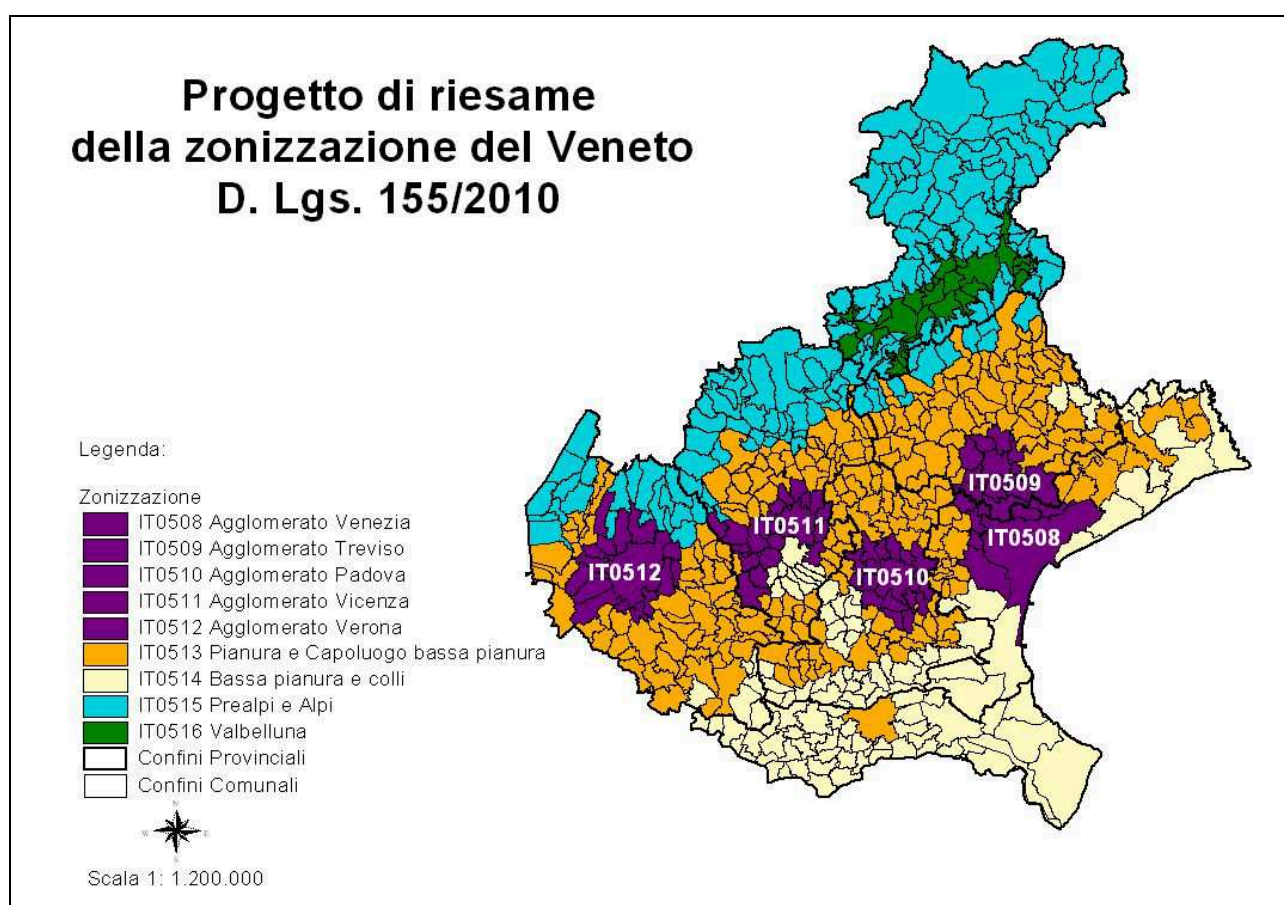 Progetto di riesame
della zonizzazione del Veneto
D. Lgs. 155/2010
IT0509
IT0511
IT0508
IT0512
IT0510
Legenda:
Zonizzazione
IT0508 Agglomerato Venezia
IT0509 Agglomerato Treviso
IT0510 Agglomerato Padova
IT0511 Agglomerato Vicenza
IT0512 Agglomerato Verona
IT0513 Pianura e Capoluogo bassa pianura
IT0514 Bassa pianura e colli
IT0515 Prealpi e Alpi
IT0516 Valbelluna
Confini Provinciali
Confini Comunali
N
W E
S
Scala 1: 1.200.000